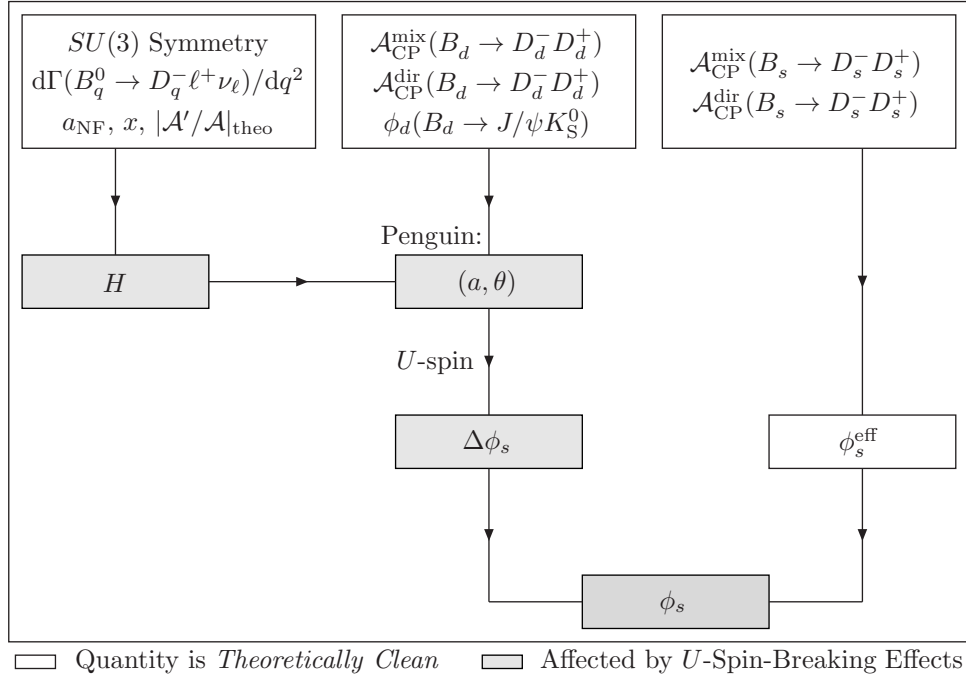 SU(3) Symmetry
dΓ(B_q^0 → D_q^- ℓ^+ ν_ℓ)/dq^2
a_NF, x, |A′/A|_theo
A_CP^mix(B_d → D_d^- D_d^+)
A_CP^dir(B_d → D_d^- D_d^+)
ϕ_d(B_d → J/ψK_S^0)
A_CP^mix(B_s → D_s^- D_s^+)
A_CP^dir(B_s → D_s^- D_s^+)
Penguin:
H
(a, θ)
U-spin
Δϕ_s
ϕ_s^eff
ϕ_s
Quantity is Theoretically Clean
Affected by U-Spin-Breaking Effects